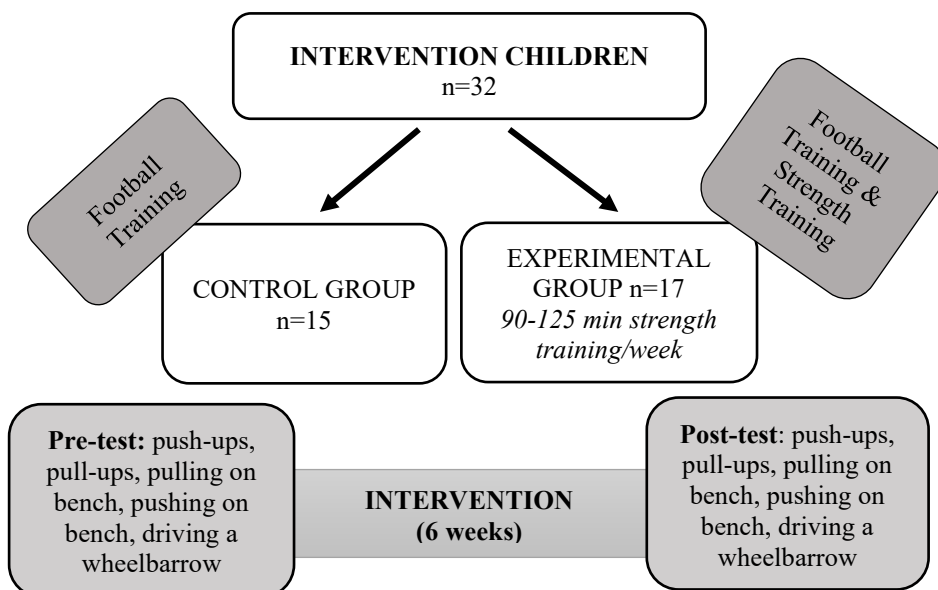 INTERVENTION CHILDREN
n=32
Football
Training
Football
Training &
Strength
Training
CONTROL GROUP
n=15
EXPERIMENTAL
GROUP n=17
90-125 min strength
training/week
Pre-test: push-ups,
pull-ups, pulling on
bench, pushing on
bench, driving a
wheelbarrow
INTERVENTION
(6 weeks)
Post-test: push-ups,
pull-ups, pulling on
bench, pushing on
bench, driving a
wheelbarrow